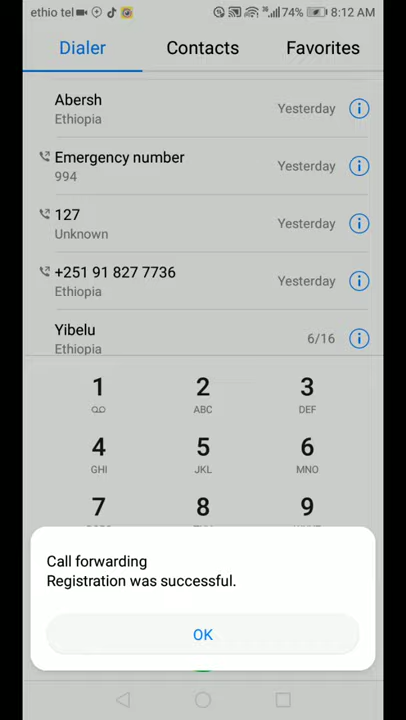 ethio tel
74% 8:12 AM
Dialer Contacts Favorites
Abersh
Ethiopia
Yesterday
Emergency number
994
Yesterday
127
Unknown
Yesterday
+251 91 827 7736
Ethiopia
Yesterday
Yibelu
Ethiopia
6/16
1 2 3
ABC DEF
4 5 6
GHI JKL MNO
7 8 9
Call forwarding
Registration was successful.
OK